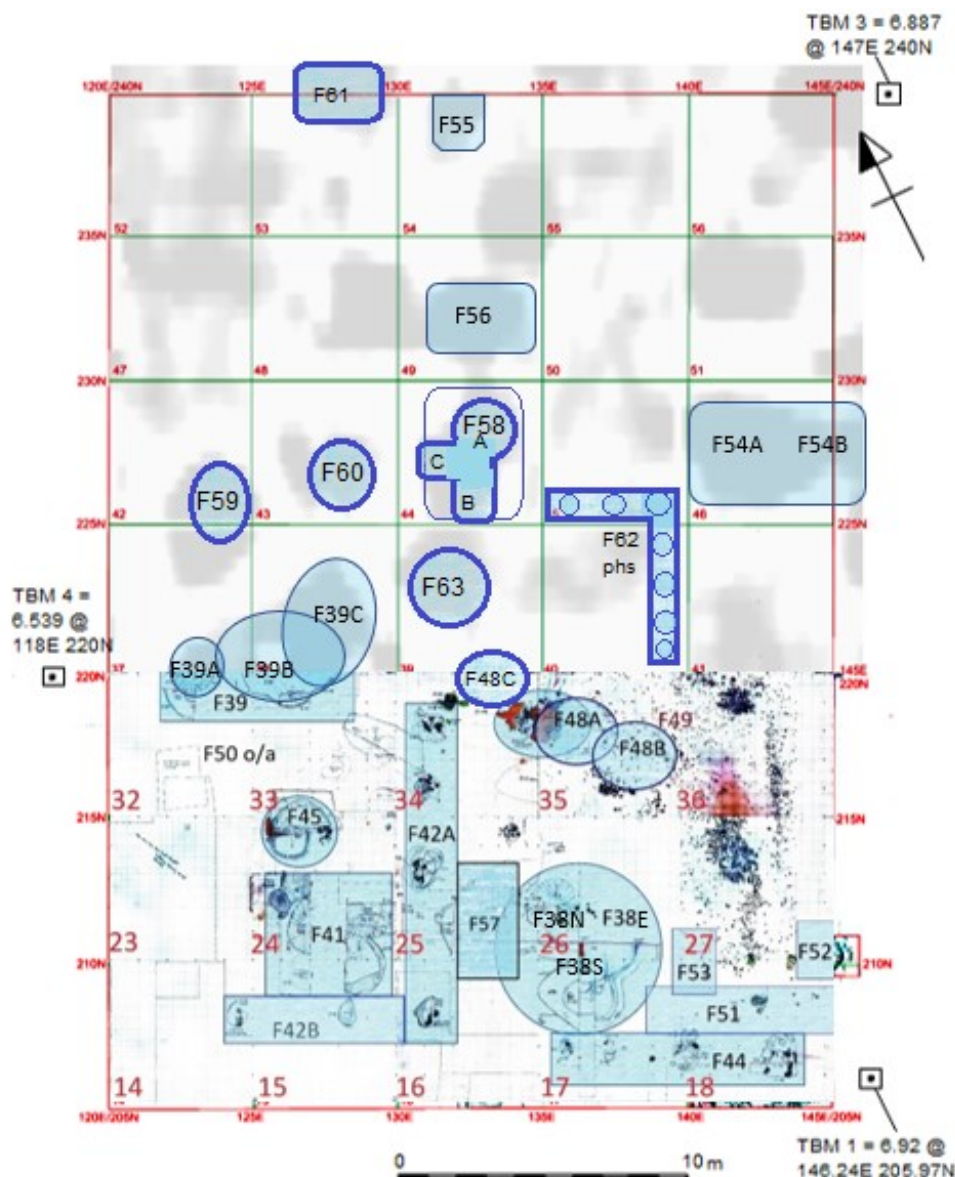 TBM 3 = 6.887
@ 147E 240N
120E/240N
125E
130E
135E
140E
145E/240N
F61
F55
52
53
54
55
56
235N
235N
F56
47
48
49
50
51
230N
230N
F58
A
C
B
F54A
F54B
F60
F59
42
43
44
46
225N
225N
F62
phs
F63
TBM 4 =
6.539 @
118E 220N
F39C
F39A
F39B
37
39
40
41
220N
145E
220N
F48C
F39
F48A
F49
F48B
F50 o/a
32
33
34
35
36
215N
215N
F45
F42A
F41
F57
F38N
F38E
F38S
23
24
25
26
27
F52
F53
210N
210N
F42B
F51
F44
14
15
16
17
18
120E/205N
125E
130E
135E
140E
145E/205N
0
10 m
TBM 1 = 6.92 @
146.24E 205.97N